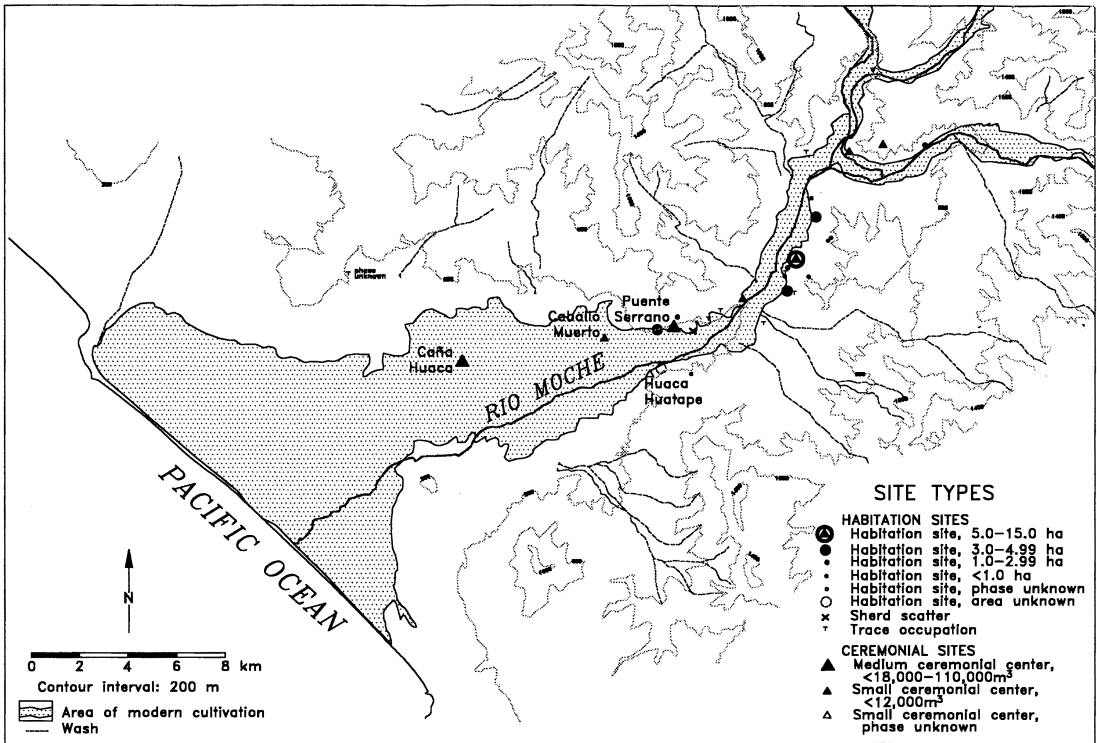 phase
unknown
Puente
Serrano
Caballo
Muerto
Caña
Huaca
RIO MOCHE
Huaca
Huatape
PACIFIC OCEAN
N
0 2 4 6 8 km
Contour interval: 200 m
Area of modern cultivation
Wash
SITE TYPES
HABITATION SITES
Habitation site, 5.0–15.0 ha
Habitation site, 3.0–4.99 ha
Habitation site, 1.0–2.99 ha
Habitation site, <1.0 ha
Habitation site, phase unknown
Habitation site, area unknown
Sherd scatter
Trace occupation
CEREMONIAL SITES
Medium ceremonial center,
<18,000–110,000m³
Small ceremonial center,
<12,000m³
Small ceremonial center,
phase unknown